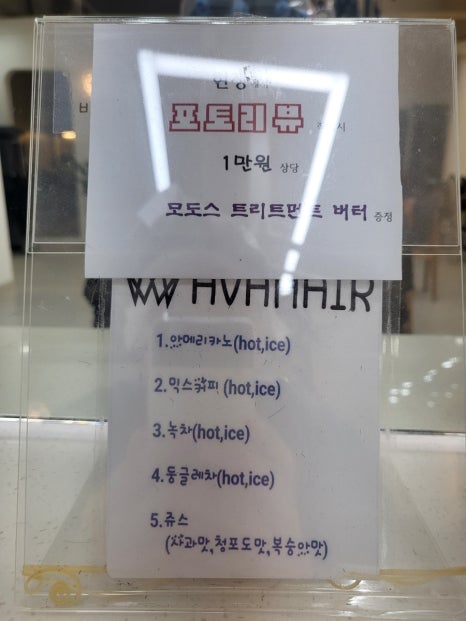 포토리뷰
1만원 상당
모도스 트리트먼트 버터 증정
AVANHAIR
1.아메리카노(hot,ice)
2.믹스커피 (hot,ice)
3.녹차(hot,ice)
4.둥글레차(hot,ice)
5.쥬스
(사과맛,청포도맛,복숭아맛)